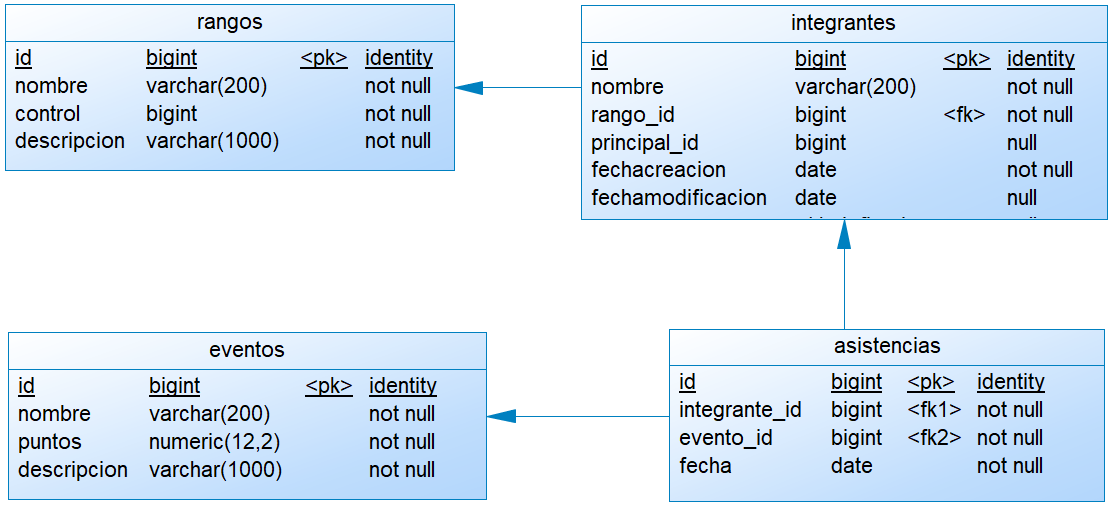 rangos
id bigint <pk> identity
nombre varchar(200) not null
control bigint not null
descripcion varchar(1000) not null
integrantes
id bigint <pk> identity
nombre varchar(200) not null
rango_id bigint <fk> not null
principal_id bigint null
fechacreacion date not null
fechamodificacion date null
eventos
id bigint <pk> identity
nombre varchar(200) not null
puntos numeric(12,2) not null
descripcion varchar(1000) not null
asistencias
id bigint <pk> identity
integrante_id bigint <fk1> not null
evento_id bigint <fk2> not null
fecha date not null